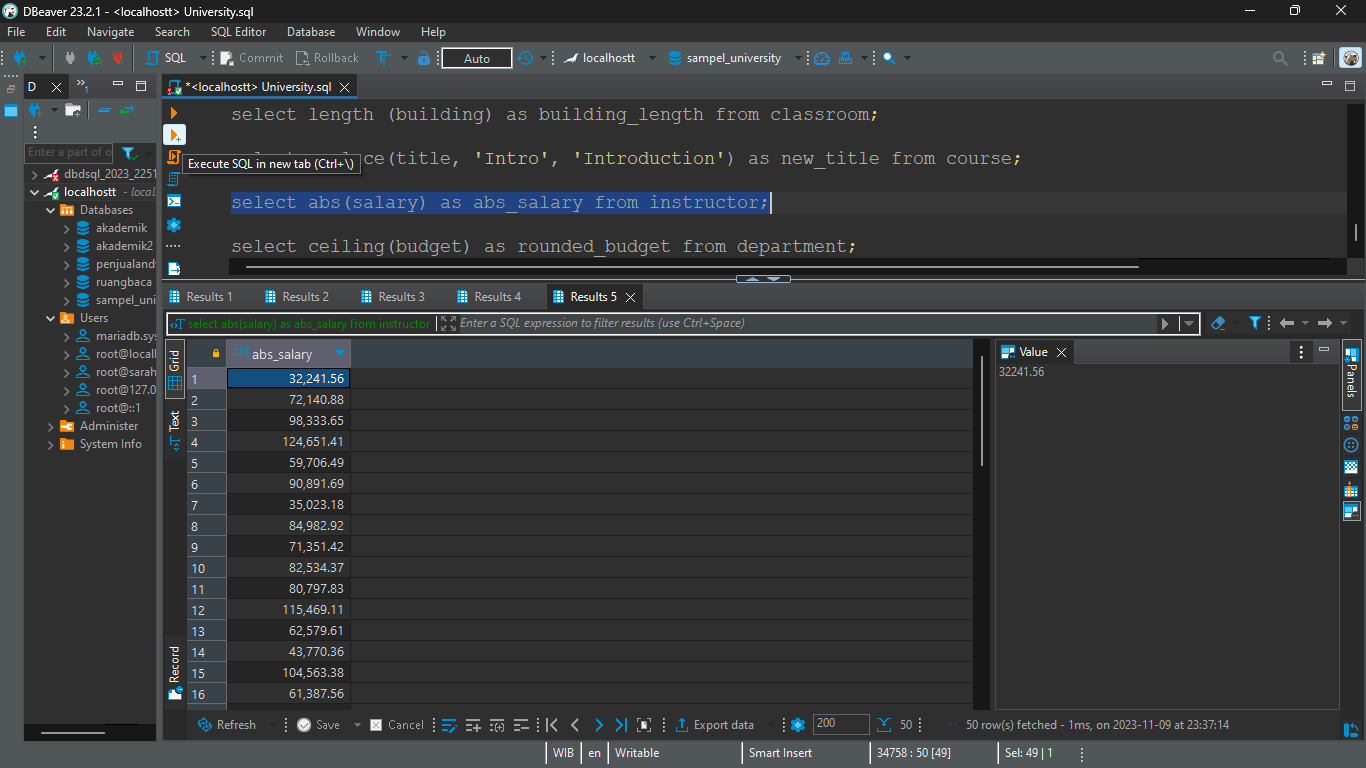 DBeaver 23.2.1 - <localhostt> University.sql
File Edit Navigate Search SQL Editor Database Window Help
SQL Commit Rollback Auto localhostt sampel_university
D »1 *<localhostt> University.sql
Enter a part of o
dbdsql_2023_2251
localhostt - local
Databases
akademik
akademik2
penjualand
ruangbaca
sampel_uni
Users
mariadb.sys
root@locall
root@sarah
root@127.0
root@::1
Administer
System Info
select length (building) as building_length from classroom;
ce(title, 'Intro', 'Introduction') as new_title from course;
Execute SQL in new tab (Ctrl+\)
select abs(salary) as abs_salary from instructor;
select ceiling(budget) as rounded_budget from department;
Results 1 Results 2 Results 3 Results 4 Results 5
select abs(salary) as abs_salary from instructor Enter a SQL expression to filter results (use Ctrl+Space)
Grid
Text
Record
123 abs_salary
1 32,241.56
2 72,140.88
3 98,333.65
4 124,651.41
5 59,706.49
6 90,891.69
7 35,023.18
8 84,982.92
9 71,351.42
10 82,534.37
11 80,797.83
12 115,469.11
13 62,579.61
14 43,770.36
15 104,563.38
16 61,387.56
Value
32241.56
Panels
Refresh Save Cancel Export data 200 50 50 row(s) fetched - 1ms, on 2023-11-09 at 23:37:14
WIB en Writable Smart Insert 34758 : 50 [49] Sel: 49 | 1